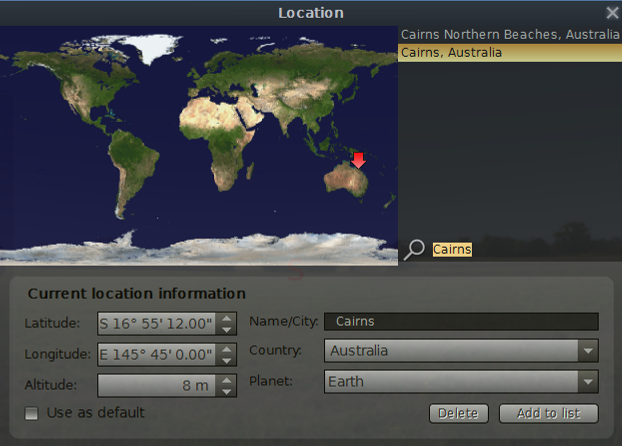 Location
Cairns Northern Beaches, Australia
Cairns, Australia
Cairns
Current location information
Latitude: S 16° 55' 12.00"
Longitude: E 145° 45' 0.00"
Altitude: 8 m
Use as default
Name/City: Cairns
Country: Australia
Planet: Earth
Delete Add to list